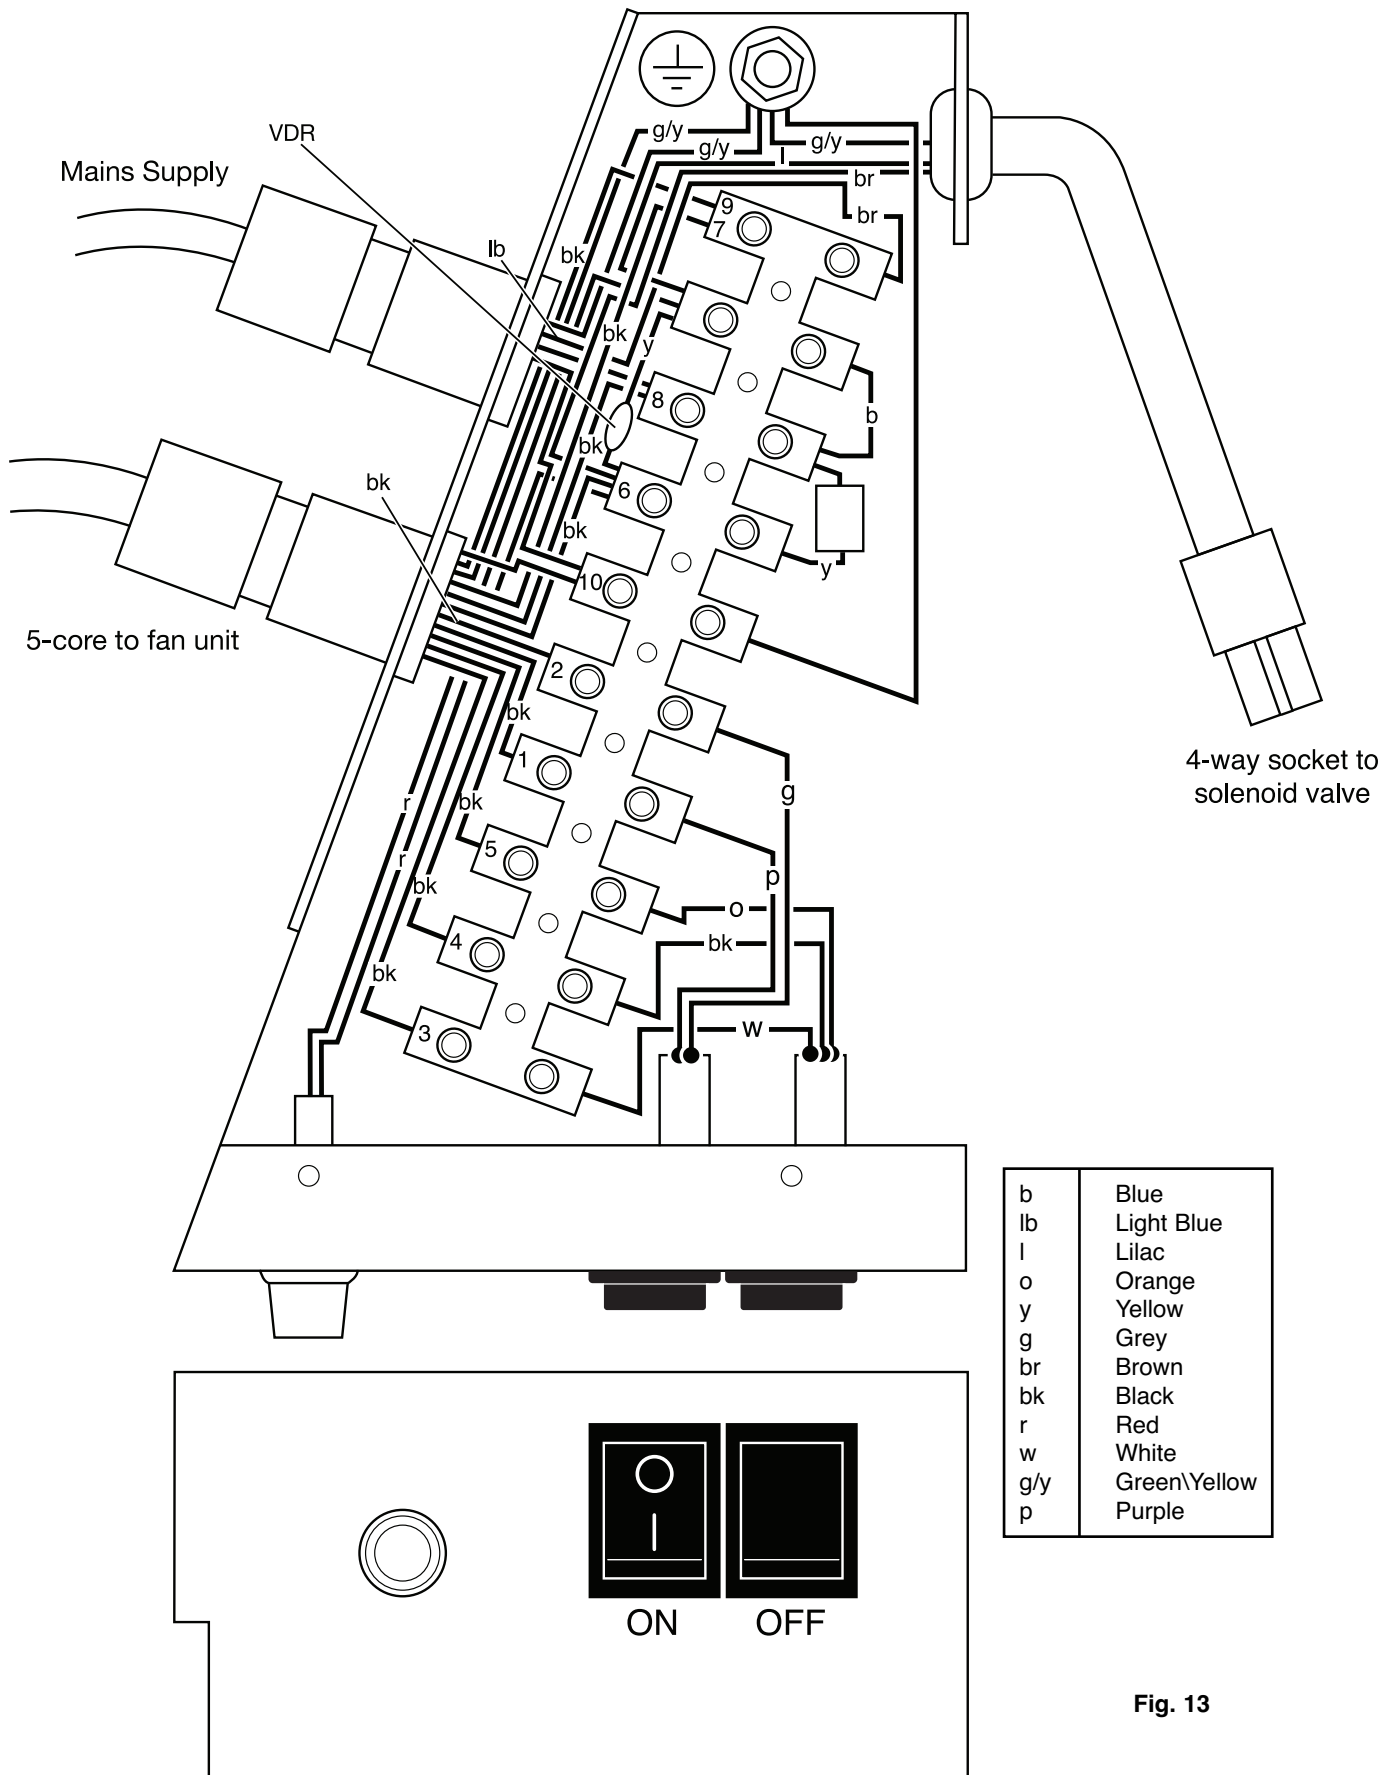 g/y
VDR
g/y
g/y
l
Mains Supply
br
9
br
7
lb
bk
bk
y
8
b
bk
bk
6
bk
y
10
5-core to fan unit
2
bk
1
4-way socket to
solenoid valve
g
r
bk
5
r
p
bk
o
4
bk
bk
3
w
b Blue
lb Light Blue
l Lilac
o Orange
y Yellow
g Grey
br Brown
bk Black
r Red
w White
g/y Green\Yellow
p Purple
ON OFF
Fig. 13